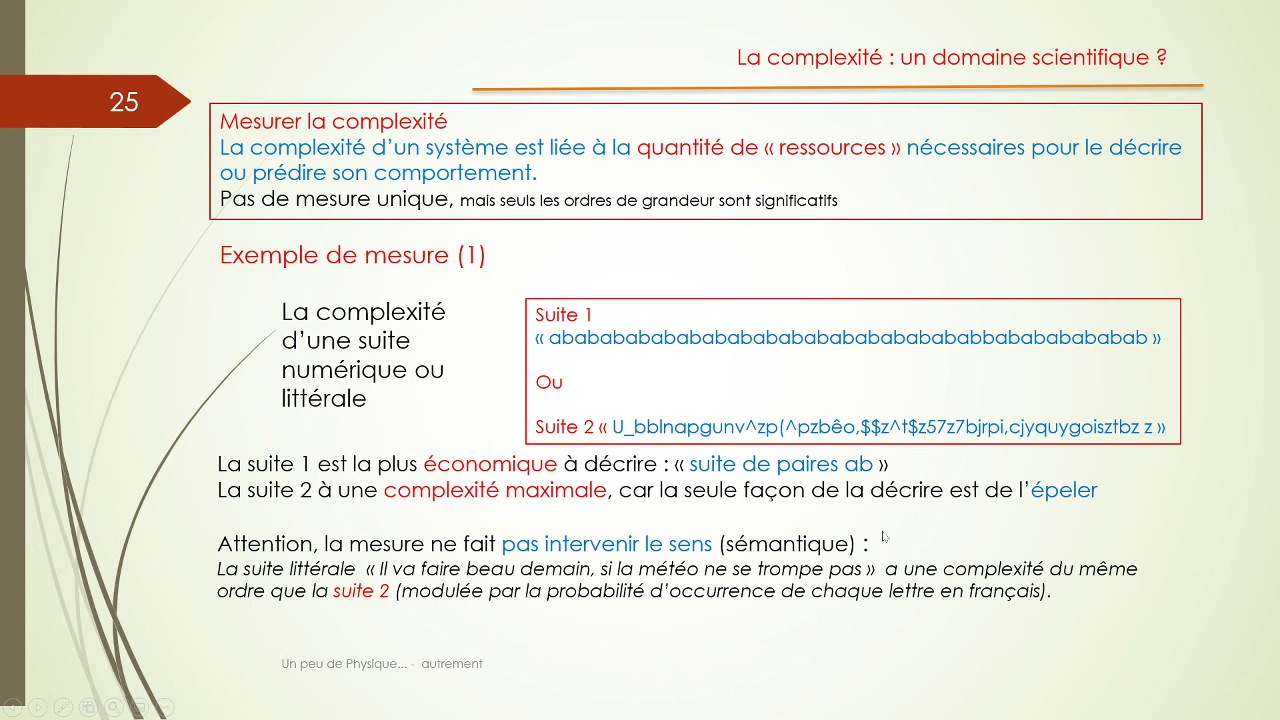 La complexité : un domaine scientifique ?
25
Mesurer la complexité
La complexité d’un système est liée à la quantité de « ressources » nécessaires pour le décrire
ou prédire son comportement.
Pas de mesure unique, mais seuls les ordres de grandeur sont significatifs
Exemple de mesure (1)
La complexité
d’une suite
numérique ou
littérale
Suite 1
« ababababababababababababababababbabababababab »
Ou
Suite 2 « U_bblnapgunv^zp(^pzbêo,$$z^t$z57z7bjrpi,cjyquygoisztbz z »
La suite 1 est la plus économique à décrire : « suite de paires ab »
La suite 2 à une complexité maximale, car la seule façon de la décrire est de l’épeler
Attention, la mesure ne fait pas intervenir le sens (sémantique) :
La suite littérale « Il va faire beau demain, si la météo ne se trompe pas » a une complexité du même
ordre que la suite 2 (modulée par la probabilité d’occurrence de chaque lettre en français).
Un peu de Physique... - autrement